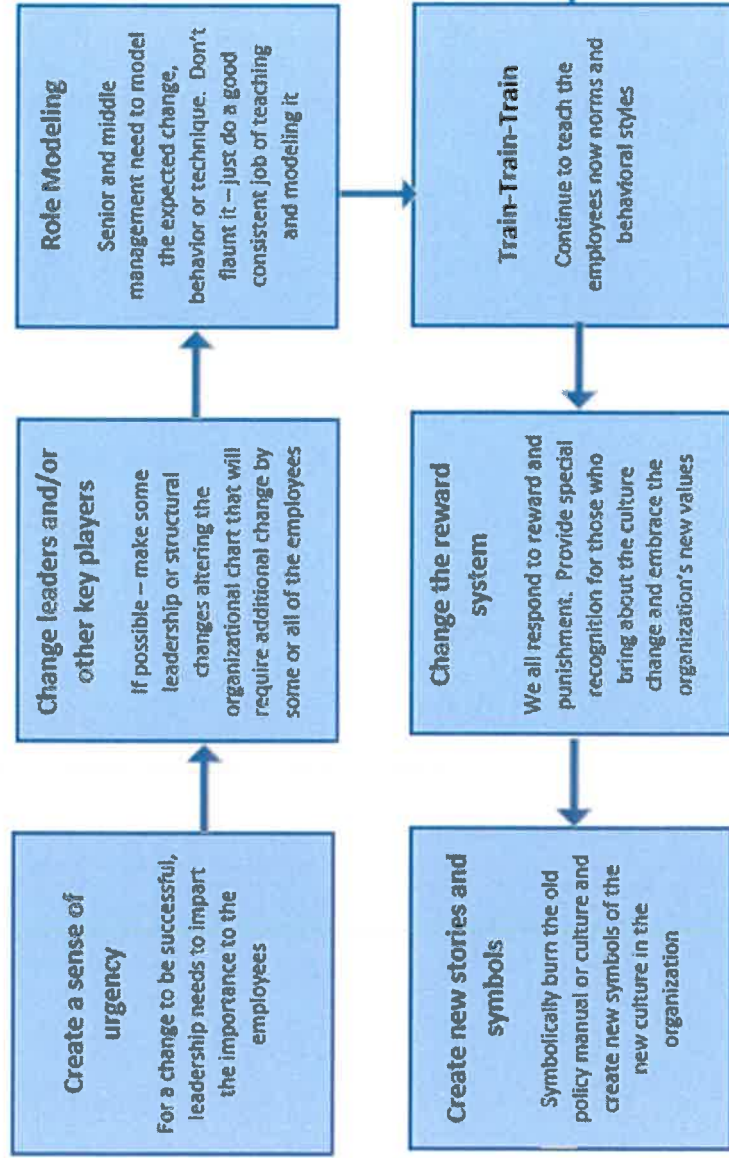 Create a sense of
urgency
For a change to be successful,
leadership needs to impart
the importance to the
employees
Change leaders and/or
other key players
If possible – make some
leadership or structural
changes altering the
organizational chart that will
require additional change by
some or all of the employees
Role Modeling
Senior and middle
management need to model
the expected change,
behavior or technique. Don't
flaunt it – just do a good
consistent job of teaching
and modeling it
Train-Train-Train
Continue to teach the
employees now norms and
behavioral styles
Change the reward
system
We all respond to reward and
punishment. Provide special
recognition for those who
bring about the culture
change and embrace the
organization's new values
Create new stories and
symbols
Symbolically burn the old
policy manual or culture and
create new symbols of the
new culture in the
organization